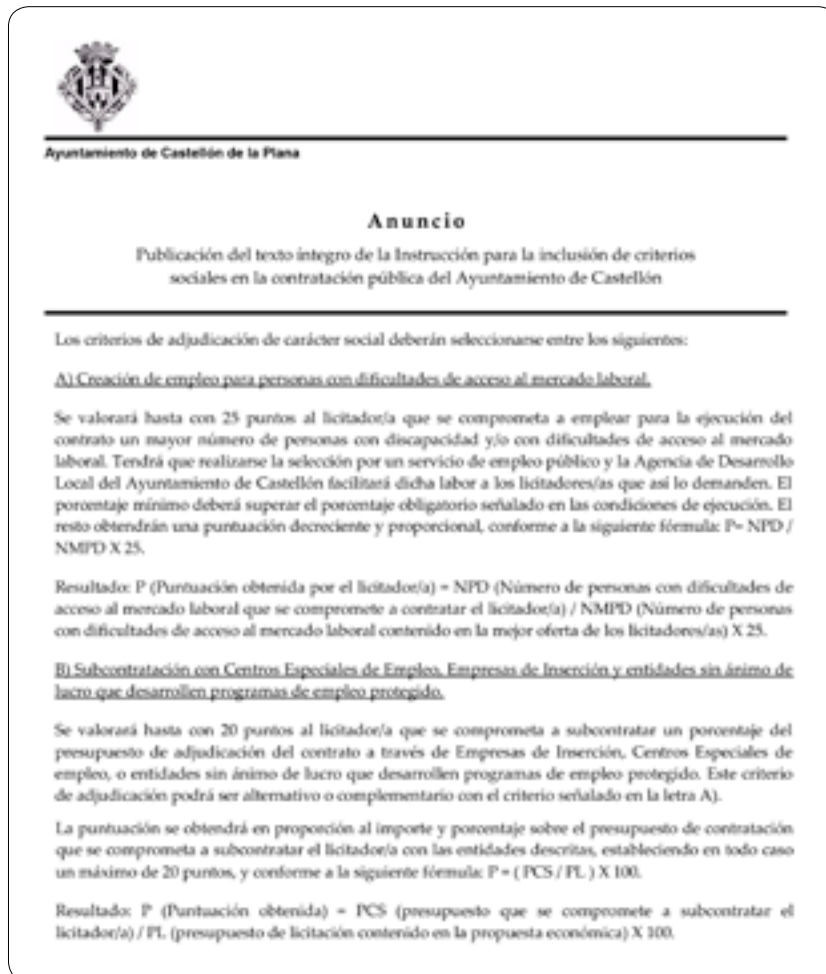 Ayuntamiento de Castellón de la Plana
Anuncio
Publicación del texto íntegro de la Instrucción para la inclusión de criterios
sociales en la contratación pública del Ayuntamiento de Castellón
Los criterios de adjudicación de carácter social deberán seleccionarse entre los siguientes:
A) Creación de empleo para personas con dificultades de acceso al mercado laboral.
Se valorará hasta con 25 puntos al licitador/a que se comprometa a emplear para la ejecución del
contrato un mayor número de personas con discapacidad y/o con dificultades de acceso al mercado
laboral. Tendrá que realizarse la selección por un servicio de empleo público y la Agencia de Desarrollo
Local del Ayuntamiento de Castellón facilitará dicha labor a los licitadores/as que así lo demanden. El
porcentaje mínimo deberá superar el porcentaje obligatorio señalado en las condiciones de ejecución. El
resto obtendrán una puntuación decreciente y proporcional, conforme a la siguiente fórmula: P= NPD /
NMPD X 25.
Resultado: P (Puntuación obtenida por el licitador/a) = NPD (Número de personas con dificultades de
acceso al mercado laboral que se compromete a contratar el licitador/a) / NMPD (Número de personas
con dificultades de acceso al mercado laboral contenido en la mejor oferta de los licitadores/as) X 25.
B) Subcontratación con Centros Especiales de Empleo, Empresas de Inserción y entidades sin ánimo de
lucro que desarrollen programas de empleo protegido.
Se valorará hasta con 20 puntos al licitador/a que se comprometa a subcontratar un porcentaje del
presupuesto de adjudicación del contrato a través de Empresas de Inserción, Centros Especiales de
empleo, o entidades sin ánimo de lucro que desarrollen programas de empleo protegido. Este criterio
de adjudicación podrá ser alternativo o complementario con el criterio señalado en la letra A).
La puntuación se obtendrá en proporción al importe y porcentaje sobre el presupuesto de contratación
que se comprometa a subcontratar el licitador/a con las entidades descritas, estableciendo en todo caso
un máximo de 20 puntos, y conforme a la siguiente fórmula: P = ( PCS / PL ) X 100.
Resultado: P (Puntuación obtenida) = PCS (presupuesto que se compromete a subcontratar el
licitador/a) / PL (presupuesto de licitación contenido en la propuesta económica) X 100.